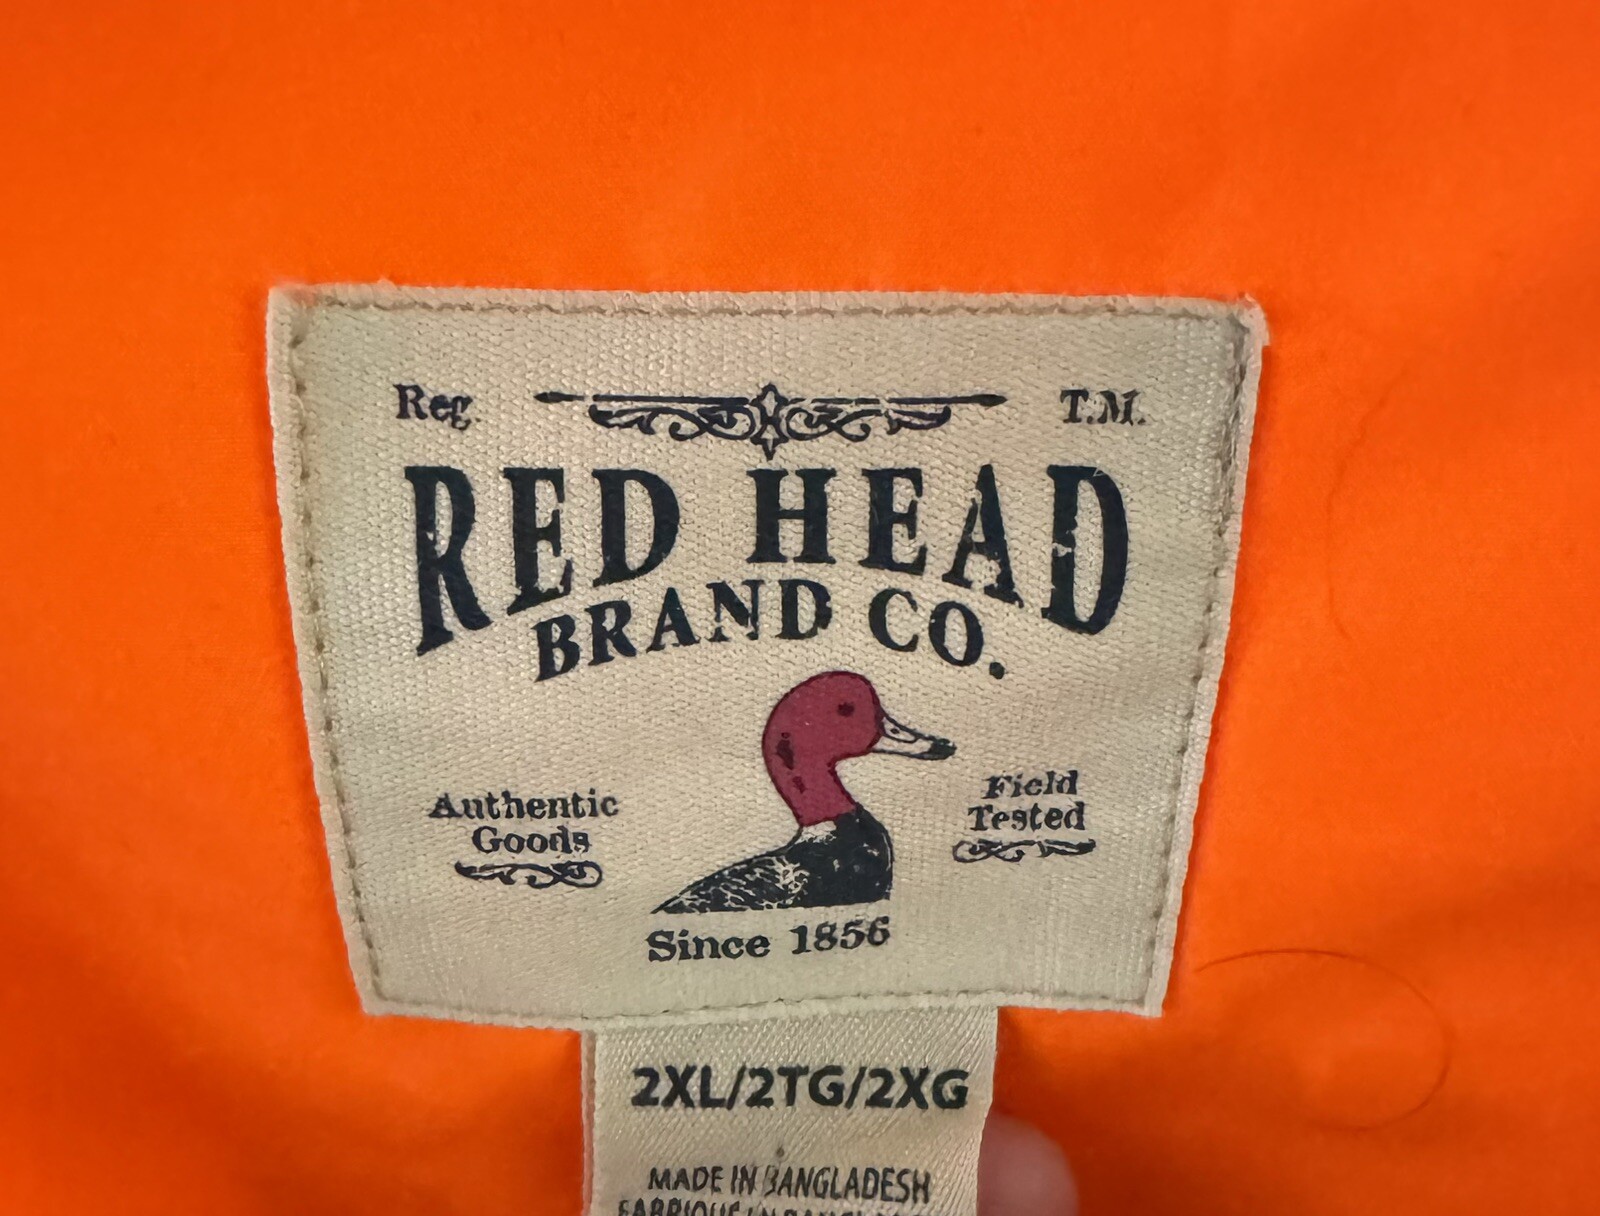 Reg. T.M.
RED HEAD
BRAND CO.
Authentic
Goods
Field
Tested
Since 1856
2XL/2TG/2XG
MADE IN BANGLADESH